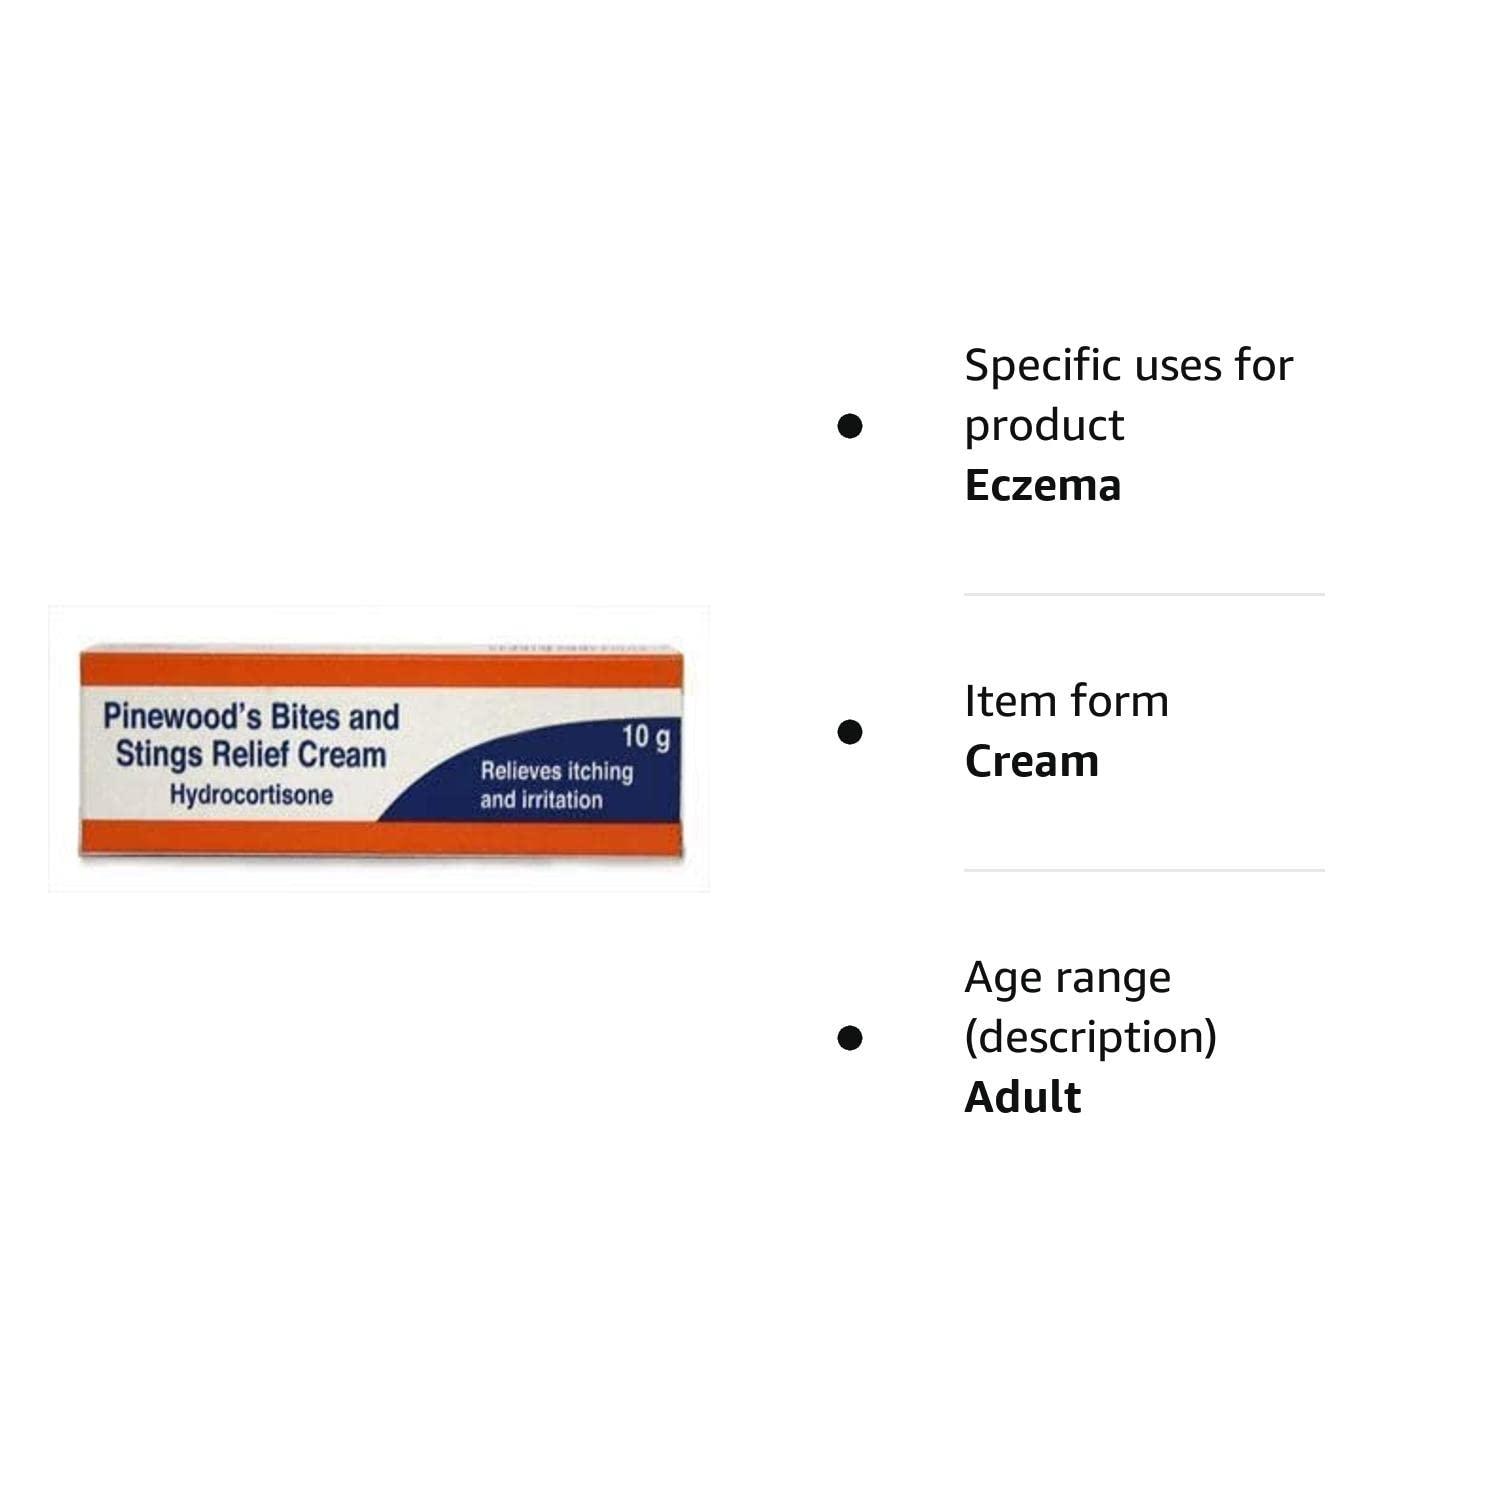 Pinewood's Bites and
Stings Relief Cream
Hydrocortisone
10 g
Relieves itching
and irritation
Specific uses for
product
Eczema
Item form
Cream
Age range
(description)
Adult